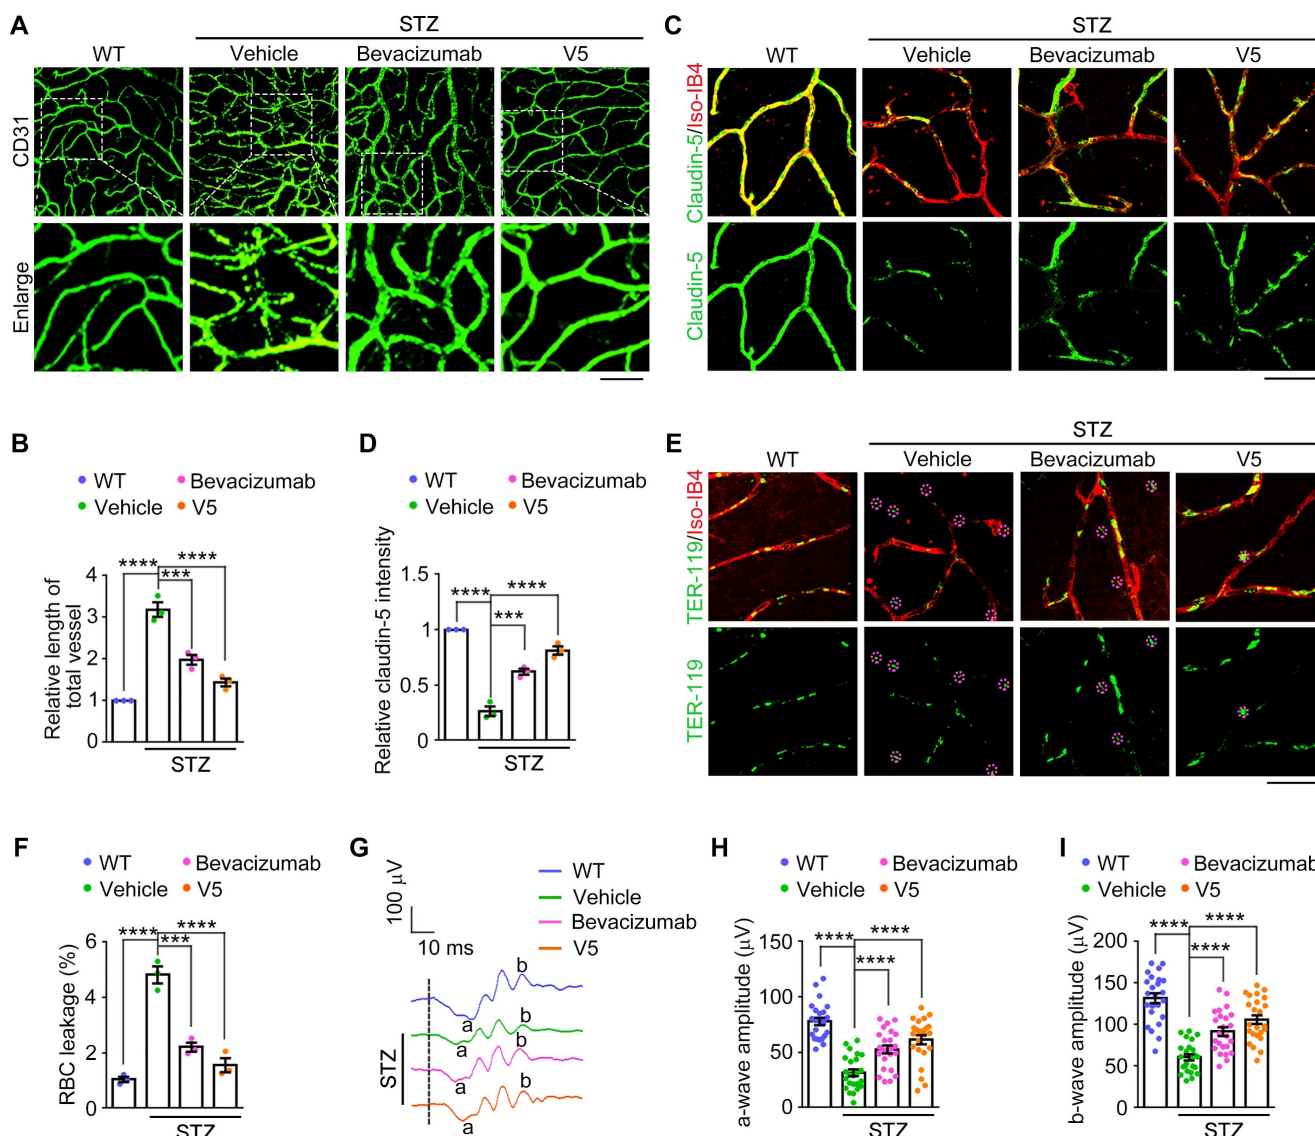 A
STZ
WT
Vehicle
Bevacizumab
V5
CD31
Enlarge
C
STZ
WT
Vehicle
Bevacizumab
V5
Claudin-5/Iso-IB4
Claudin-5
B
WT
Bevacizumab
Vehicle
V5
****
****
***
Relative length of
total vessel
4
3
2
1
0
STZ
D
WT
Bevacizumab
Vehicle
V5
****
****
***
Relative claudin-5 intensity
1.5
1
0.5
0
STZ
E
STZ
WT
Vehicle
Bevacizumab
V5
TER-119/Iso-IB4
TER-119
F
WT
Bevacizumab
Vehicle
V5
****
****
***
RBC leakage (%)
6
4
2
0
STZ
G
100 µV
10 ms
WT
Vehicle
Bevacizumab
V5
b
a
b
a
b
a
b
a
STZ
H
WT
Bevacizumab
Vehicle
V5
****
****
****
a-wave amplitude (µV)
150
100
50
0
STZ
I
WT
Bevacizumab
Vehicle
V5
****
****
****
b-wave amplitude (µV)
200
150
100
50
0
STZ